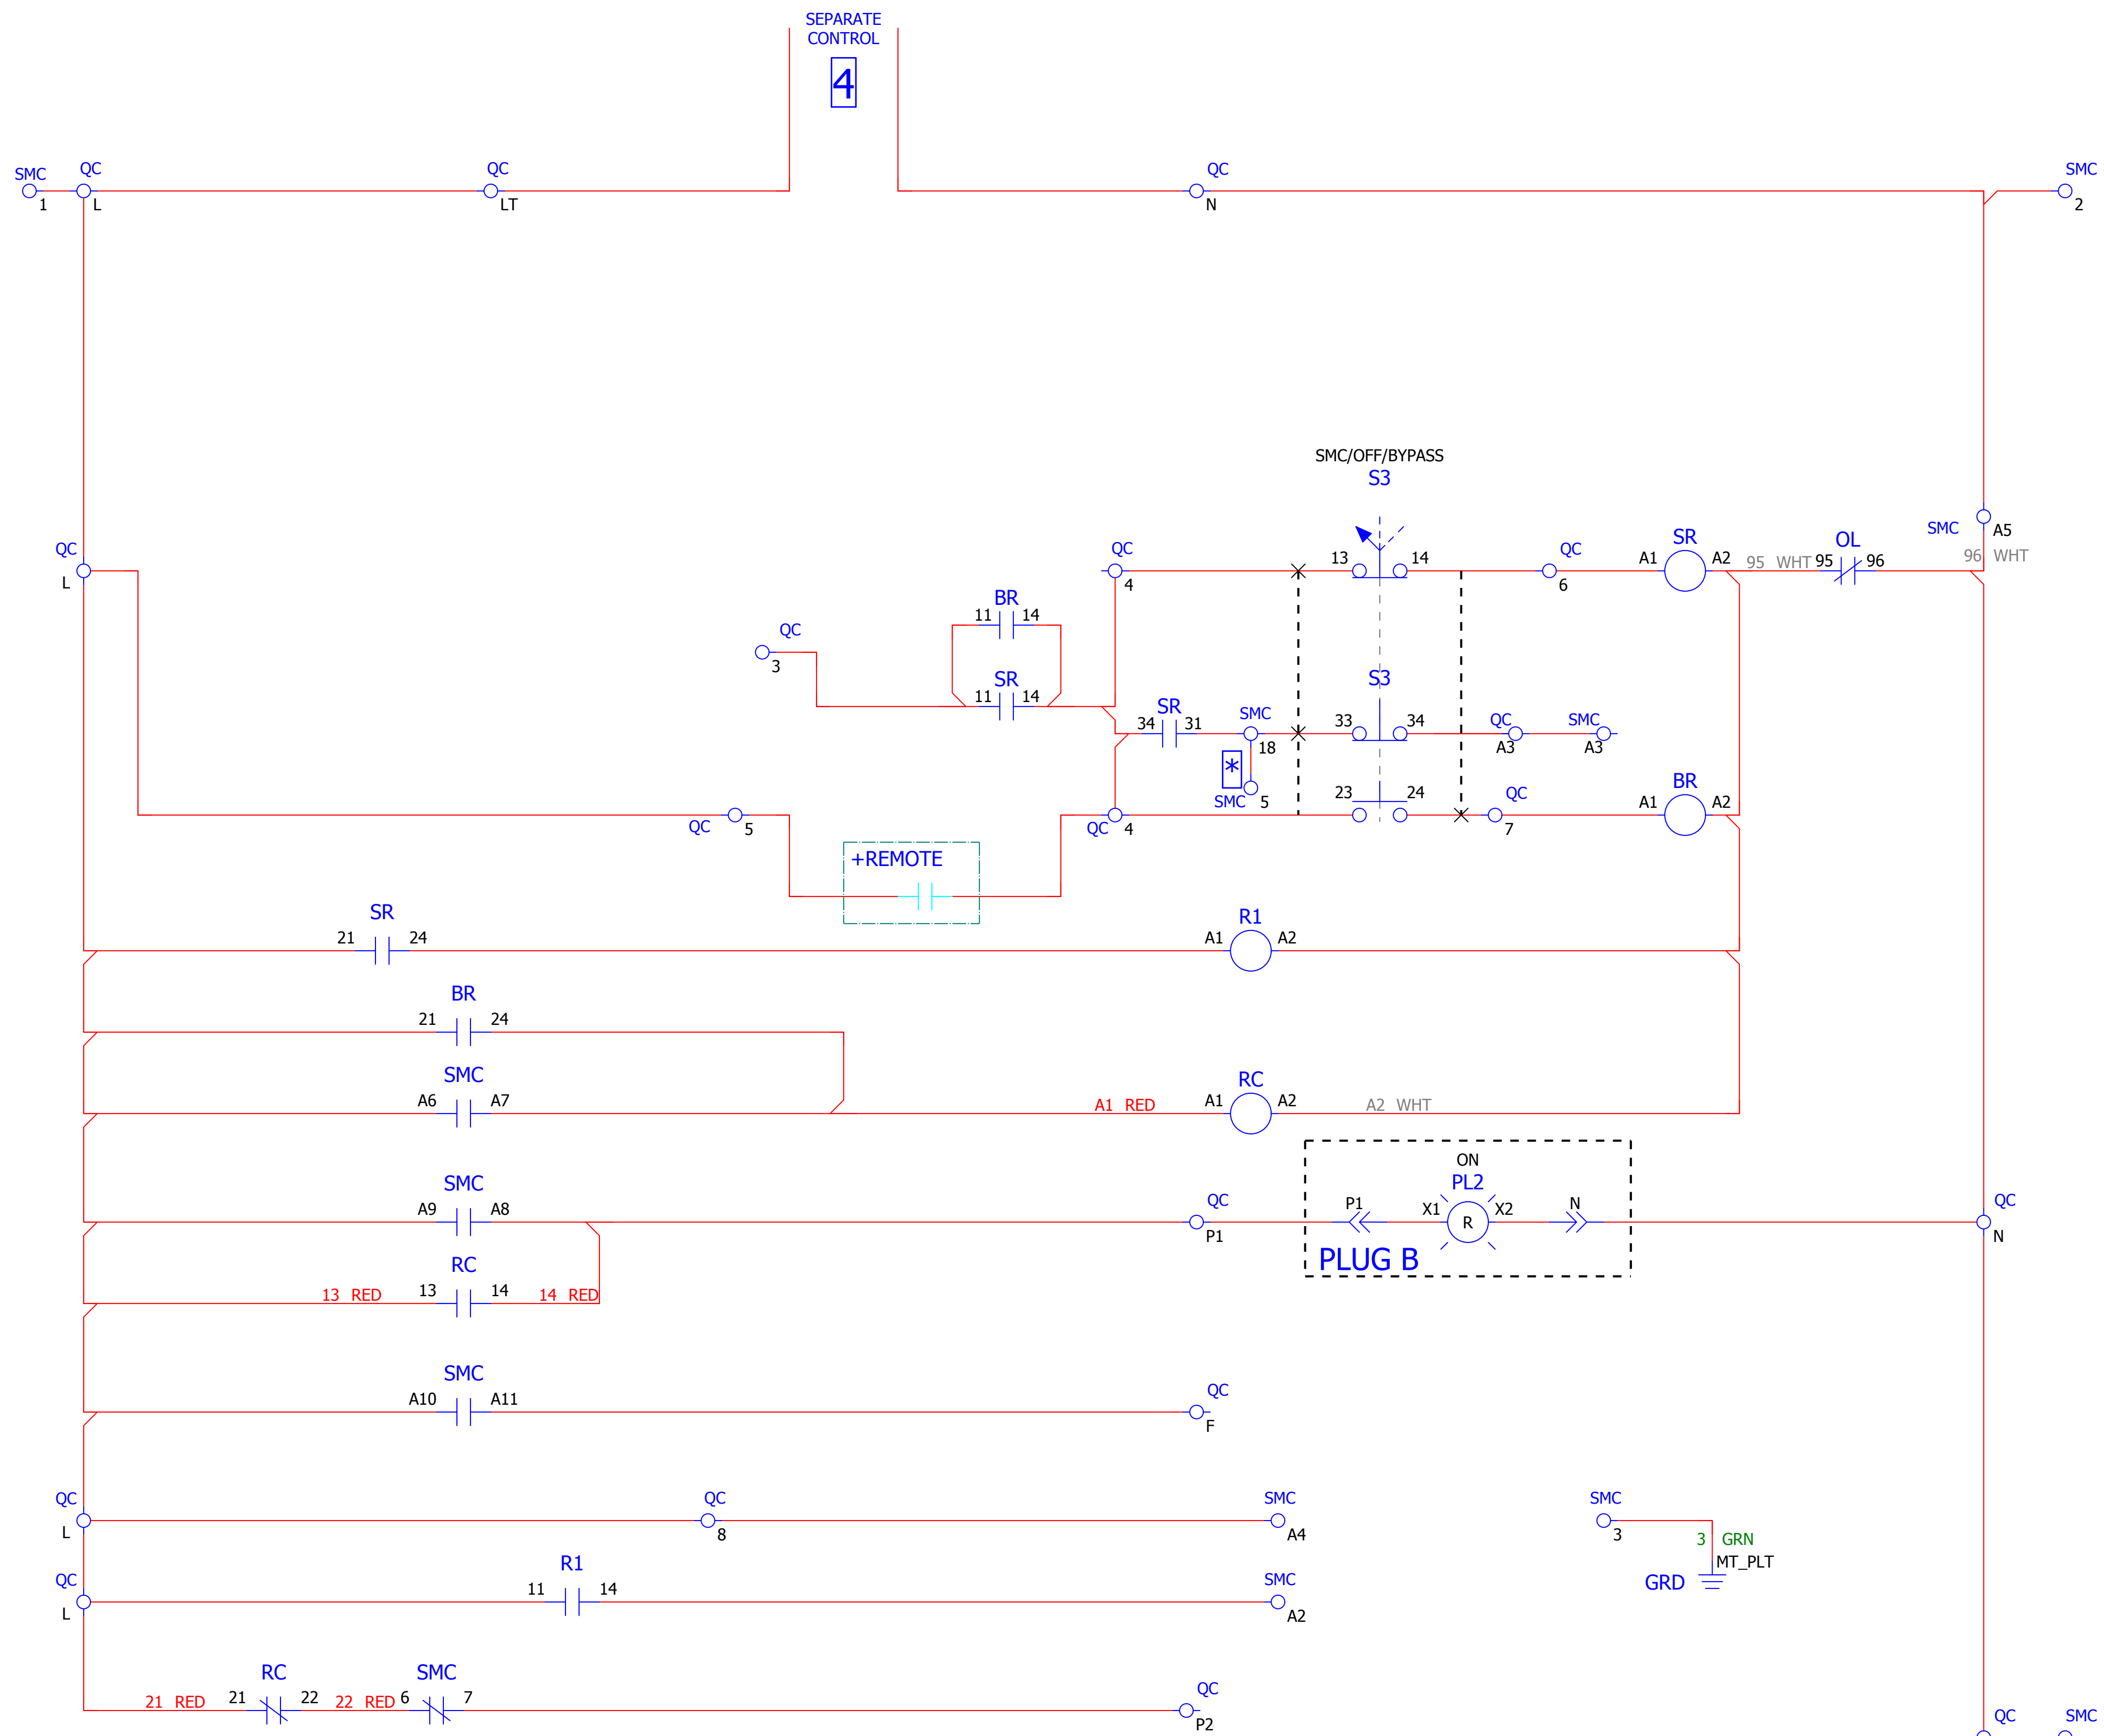 SEPARATE
CONTROL
4
SMC QC QC QC SMC
1 L LT N 2
SMC/OFF/BYPASS
S3
SMC A5
QC QC 13 14 QC SR OL 96 WHT
L 4 6 A1 A2 95 WHT 95 96
BR
11 14
QC
3
SR S3
11 14
SR SMC QC SMC
34 31 18 33 34 A3 A3
*
SMC 5
23 24 QC BR
QC 5 QC 4 7 A1 A2
+REMOTE
SR R1
21 24 A1 A2
BR
21 24
SMC RC
A6 A7 A1 RED A1 A2 A2 WHT
ON
SMC QC PL2 QC
A9 A8 P1 P1 X1 R X2 N N
PLUG B
RC
13 RED 13 14 14 RED
SMC QC
A10 A11 F
QC QC SMC SMC
L 8 A4 3
3 GRN
MT_PLT
GRD
QC R1 SMC
L 11 14 A2
RC SMC QC
21 RED 21 22 22 RED 6 7 P2
QC SMC